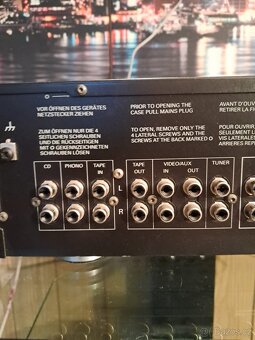 VOR ÖFFNEN DES GERÄTES
NETZSTECKER ZIEHEN
ZUM ÖFFNEN NUR DIE 4
SEITLICHEN SCHRAUBEN
UND DIE RÜCKSEITIGEN
MIT O GEKENNZEICHNETEN
SCHRAUBEN LÖSEN
PRIOR TO OPENING THE
CASE PULL MAINS PLUG
TO OPEN, REMOVE ONLY THE
4 LATERAL SCREWS AND THE
SCREWS AT THE BACK MARKED O
AVANT D'OUV
RETIRER LA FI
POUR OUVRIR
SEULEMENT L
VIS LATERALE
ARRIERES REP
CD
PHONO
TAPE
IN
TAPE
OUT
VIDEO/AUX
IN
OUT
TUNER
L
R